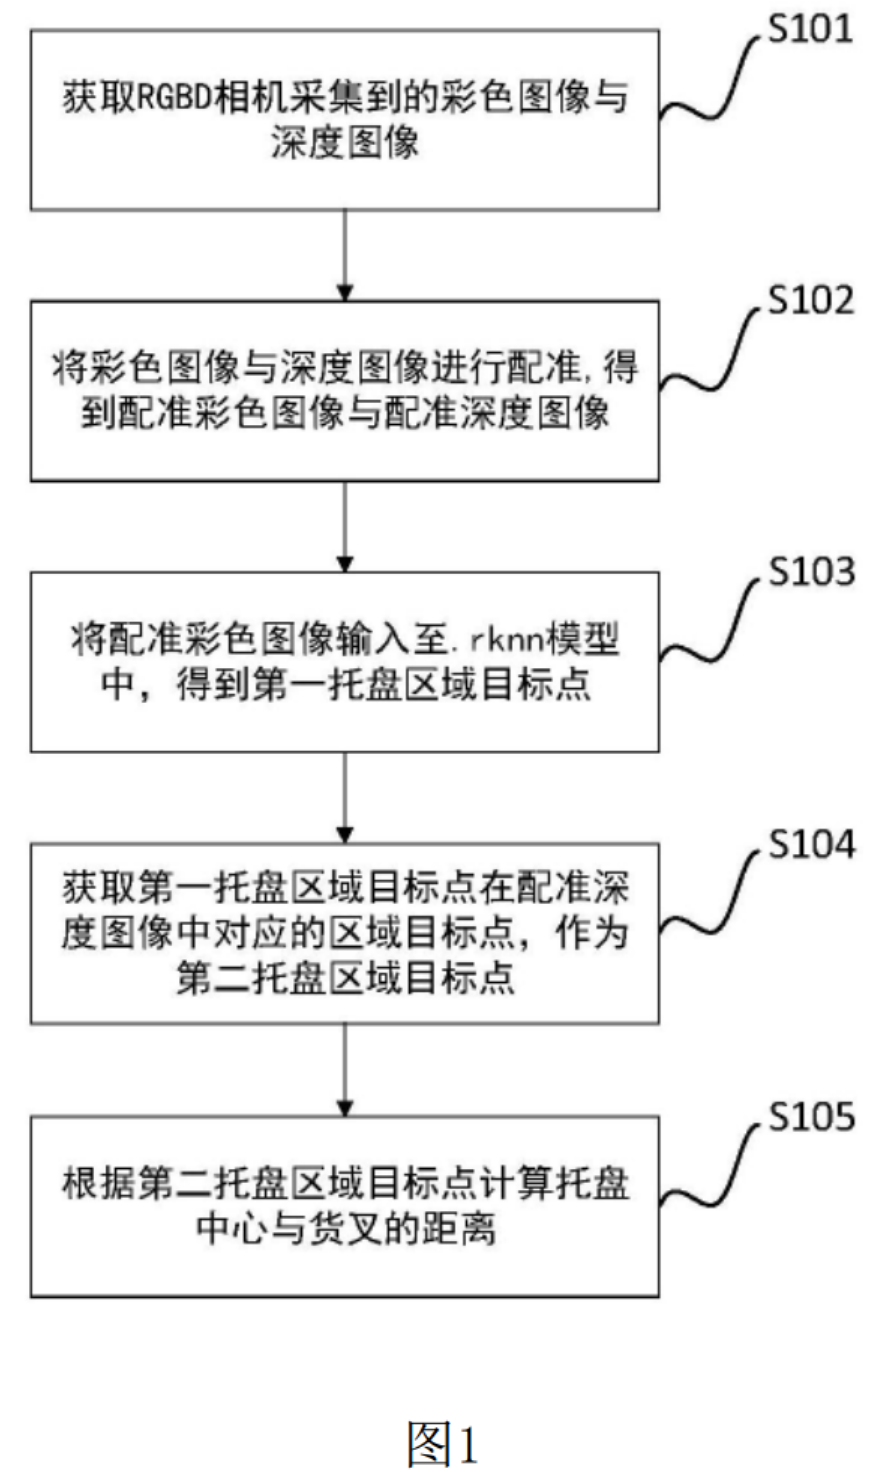 S101
获取RGBD相机采集到的彩色图像与
深度图像
S102
将彩色图像与深度图像进行配准,得
到配准彩色图像与配准深度图像
S103
将配准彩色图像输入至.rknn模型
中，得到第一托盘区域目标点
S104
获取第一托盘区域目标点在配准深
度图像中对应的区域目标点，作为
第二托盘区域目标点
S105
根据第二托盘区域目标点计算托盘
中心与货叉的距离
图1